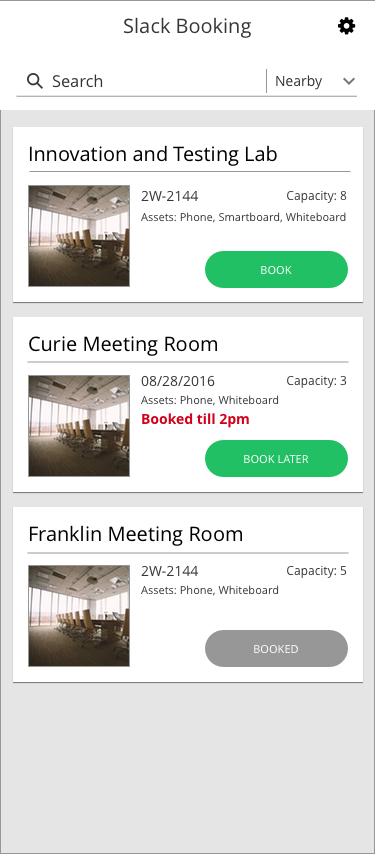 Slack Booking
Search
Nearby
Innovation and Testing Lab
2W-2144 Capacity: 8
Assets: Phone, Smartboard, Whiteboard
BOOK
Curie Meeting Room
08/28/2016 Capacity: 3
Assets: Phone, Whiteboard
Booked till 2pm
BOOK LATER
Franklin Meeting Room
2W-2144 Capacity: 5
Assets: Phone, Whiteboard
BOOKED